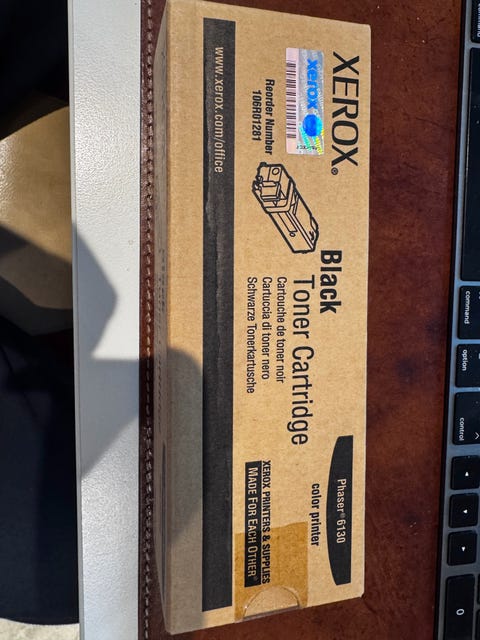 XEROX®
xerox
Reorder Number
106R01281
Black
Toner Cartridge
Cartouche de toner noir
Cartuccia di toner nero
Schwarze Tonerkartusche
Phaser® 6130
color printer
XEROX PRINTERS & SUPPLIES
MADE FOR EACH OTHER®
www.xerox.com/office
command
option
control
0